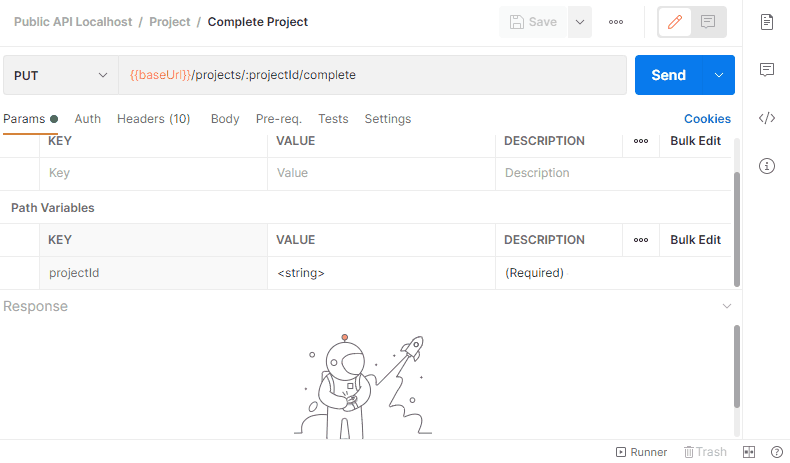 Public API Localhost / Project / Complete Project
Save
PUT
{{baseUrl}}/projects/:projectId/complete
Send
Params Auth Headers (10) Body Pre-req. Tests Settings Cookies
KEY VALUE DESCRIPTION Bulk Edit
Key Value Description
Path Variables
KEY VALUE DESCRIPTION Bulk Edit
projectId <string> (Required)
Response
Runner Trash